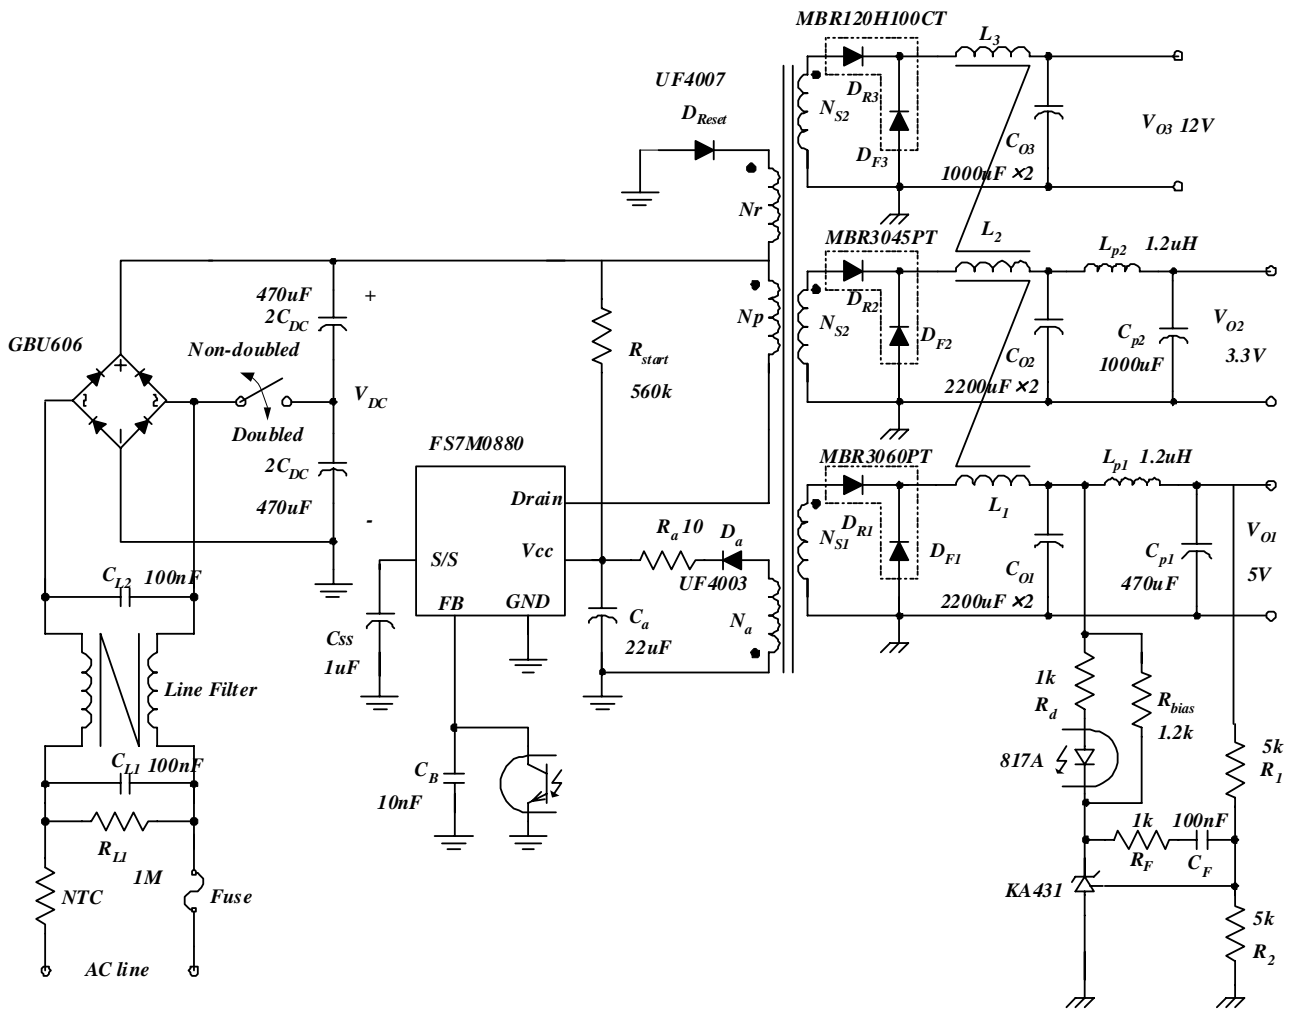 MBR120H100CT
L3
UF4007
DReset
DR3
NS2
DF3
CO3
1000uF ×2
VO3 12V
Nr
MBR3045PT
L2
Lp2 1.2uH
470uF
+
2CDC
GBU606
Non-doubled
Np
Rstart
560k
DR2
NS2
DF2
CO2
2200uF ×2
Cp2
1000uF
VO2
3.3V
VDC
Doubled
2CDC
470uF
-
FS7M0880
Drain
S/S
Vcc
FB
GND
Ra 10
Da
UF4003
MBR3060PT
Lp1 1.2uH
L1
DR1
NS1
DF1
CO1
2200uF ×2
Cp1
470uF
VO1
5V
CL2 100nF
Css
1uF
Ca
22uF
Na
Line Filter
1k
Rd
Rbias
1.2k
817A
5k
R1
CL1 100nF
CB
10nF
RL1
1M
1k
100nF
RF
CF
NTC
Fuse
KA431
5k
R2
AC line